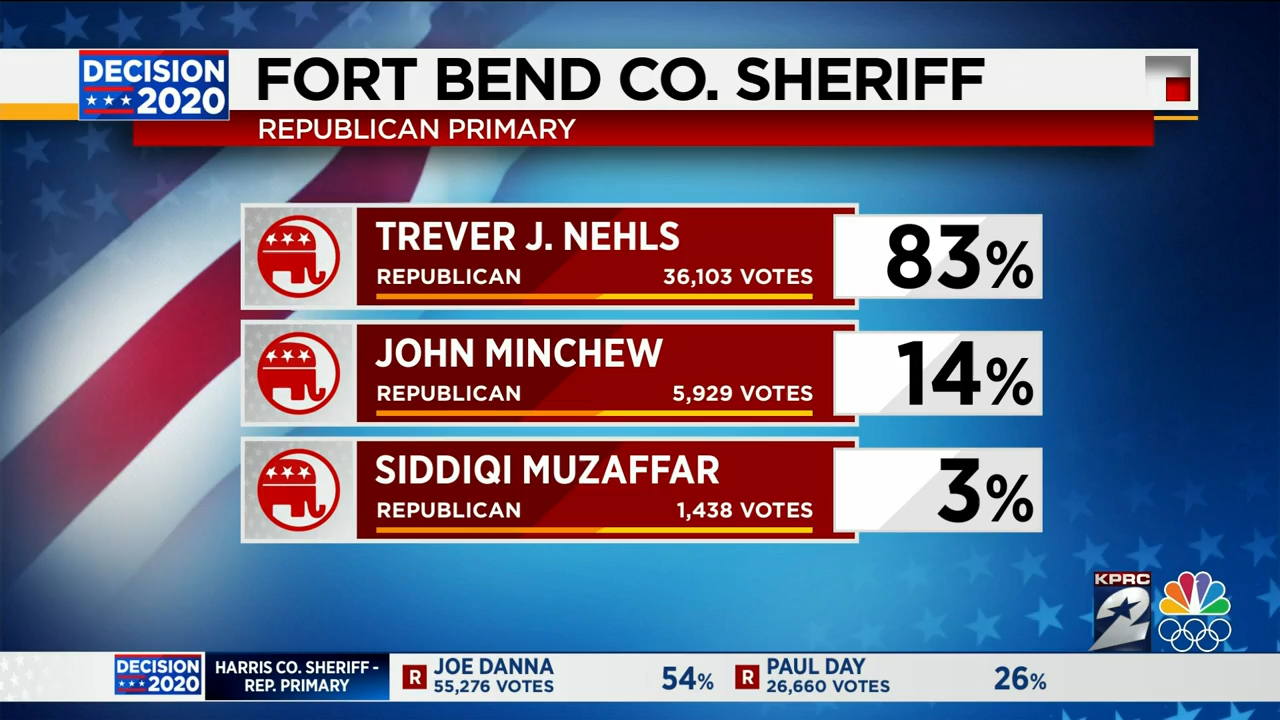 DECISION
2020
FORT BEND CO. SHERIFF
REPUBLICAN PRIMARY
TREVER J. NEHLS
REPUBLICAN 36,103 VOTES
83%
JOHN MINCHEW
REPUBLICAN 5,929 VOTES
14%
SIDDIQI MUZAFFAR
REPUBLICAN 1,438 VOTES
3%
KPRC
2
DECISION
2020
HARRIS CO. SHERIFF -
REP. PRIMARY
R JOE DANNA
55,276 VOTES
54%
R PAUL DAY
26,660 VOTES
26%